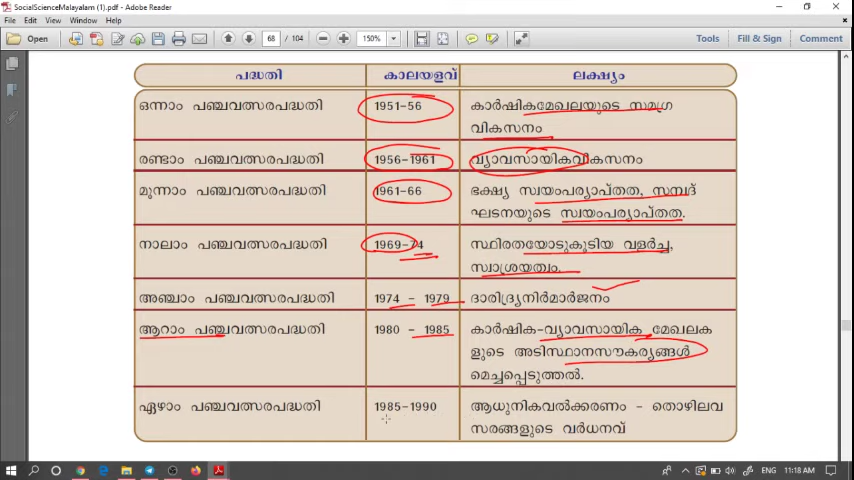 SocialScienceMalayalam (1).pdf - Adobe Reader
File Edit View Window Help
Open 68 / 104 150% Tools Fill & Sign Comment
പദ്ധതി കാലയളവ് ലക്ഷ്യം
ഒന്നാം പഞ്ചവത്സരപദ്ധതി 1951-56 കാർഷികമേഖലയുടെ സമഗ്ര
വികസനം
രണ്ടാം പഞ്ചവത്സരപദ്ധതി 1956-1961 വ്യാവസായികവികസനം
മൂന്നാം പഞ്ചവത്സരപദ്ധതി 1961-66 ഭക്ഷ്യ സ്വയംപര്യാപ്തത, സമ്പദ്
ഘടനയുടെ സ്വയംപര്യാപ്തത.
നാലാം പഞ്ചവത്സരപദ്ധതി 1969-74 സ്ഥിരതയോടുകൂടിയ വളർച്ച,
സ്വാശ്രയത്വം.
അഞ്ചാം പഞ്ചവത്സരപദ്ധതി 1974 - 1979 ദാരിദ്ര്യനിർമാർജനം
ആറാം പഞ്ചവത്സരപദ്ധതി 1980 - 1985 കാർഷിക-വ്യാവസായിക മേഖലക
ളുടെ അടിസ്ഥാനസൗകര്യങ്ങൾ
മെച്ചപ്പെടുത്തൽ.
ഏഴാം പഞ്ചവത്സരപദ്ധതി 1985-1990 ആധുനികവൽക്കരണം - തൊഴിലവ
സരങ്ങളുടെ വർധനവ്
ENG 11:18 AM